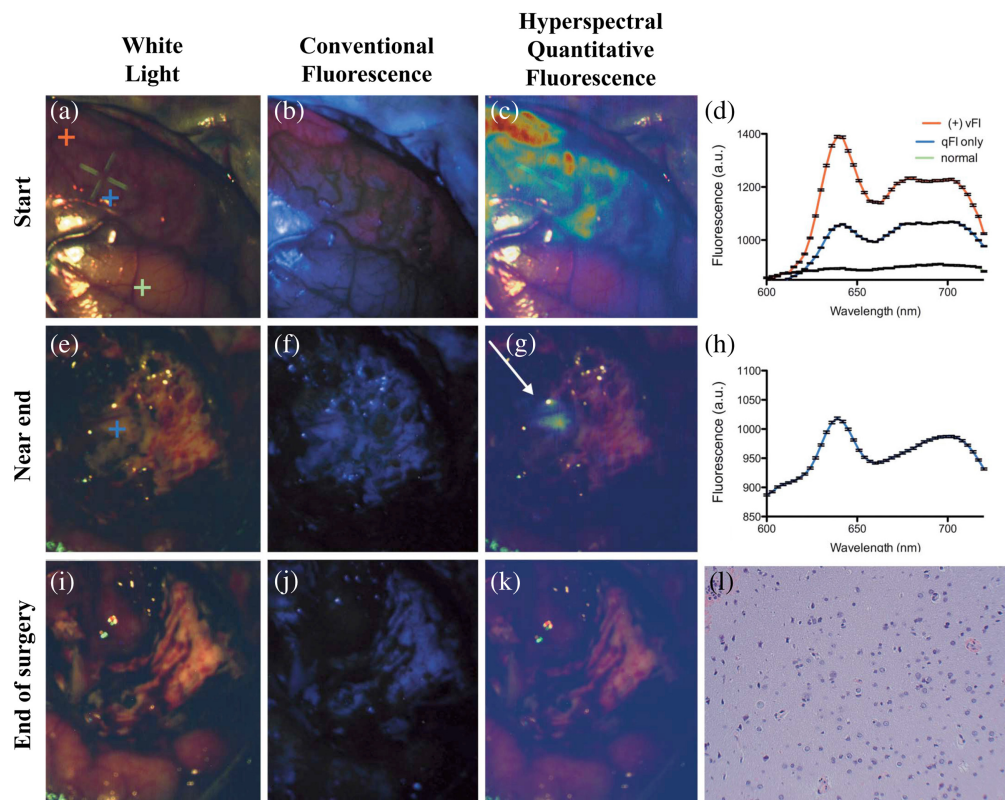 White
Light
Conventional
Fluorescence
Hyperspectral
Quantitative
Fluorescence
Start
(a)
(b)
(c)
(d)
Fluorescence (a.u.)
1400
1200
1000
(+) vFl
qFl only
normal
600
650
700
Wavelength (nm)
Near end
(e)
(f)
(g)
(h)
Fluorescence (a.u.)
1100
1050
1000
950
900
850
600
650
700
Wavelength (nm)
End of surgery
(i)
(j)
(k)
(l)